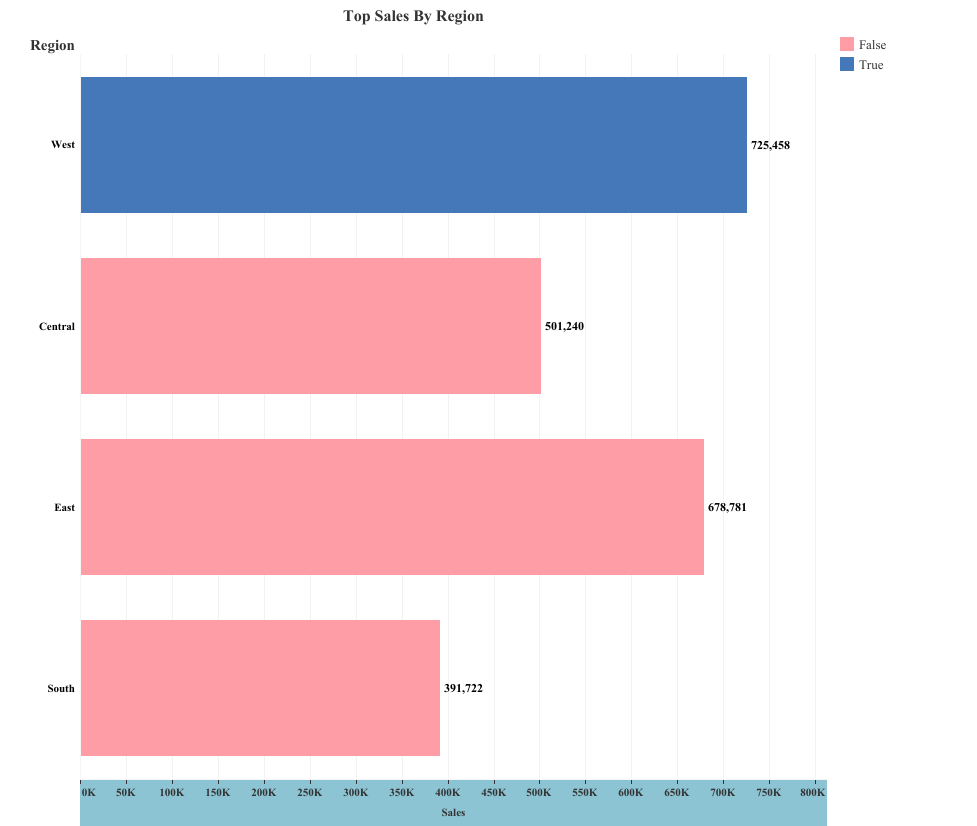 Top Sales By Region
Region
False
True
West
725,458
Central
501,240
East
678,781
South
391,722
0K 50K 100K 150K 200K 250K 300K 350K 400K 450K 500K 550K 600K 650K 700K 750K 800K
Sales